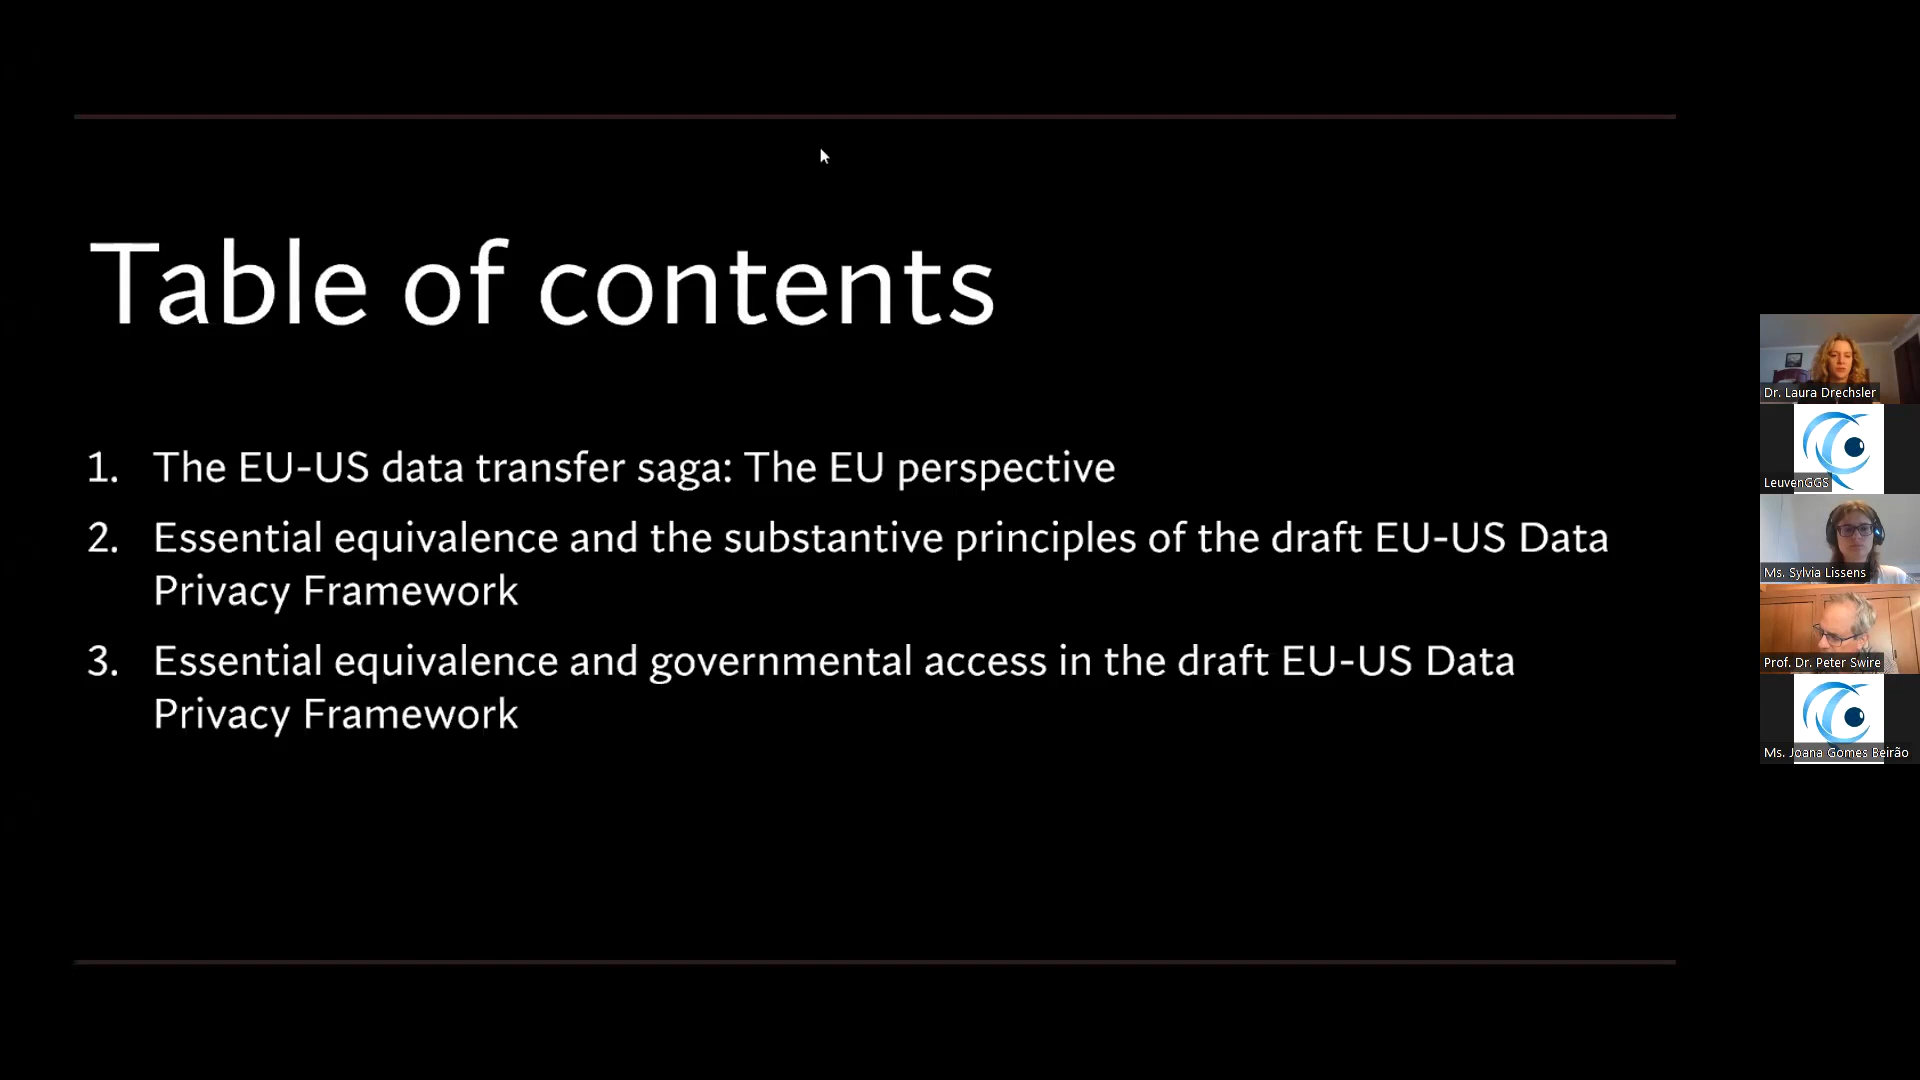 Table of contents
1. The EU-US data transfer saga: The EU perspective
2. Essential equivalence and the substantive principles of the draft EU-US Data
Privacy Framework
3. Essential equivalence and governmental access in the draft EU-US Data
Privacy Framework
Dr. Laura Drechsler
LeuvenGGS
Ms. Sylvia Lissens
Prof. Dr. Peter Swire
Ms. Joana Gomes Beirão